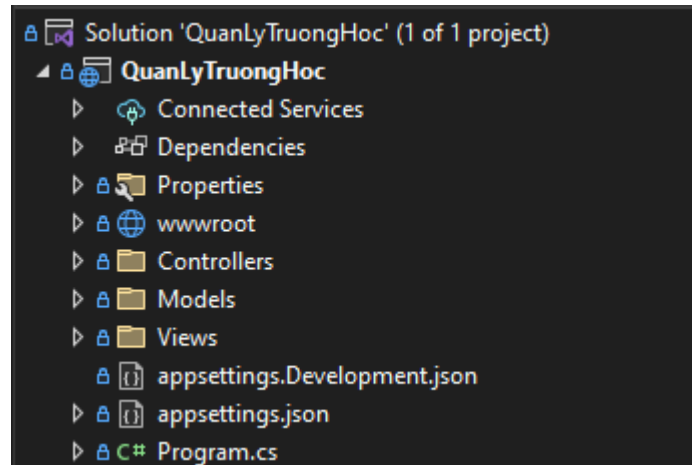 Solution 'QuanLyTruongHoc' (1 of 1 project)
QuanLyTruongHoc
Connected Services
Dependencies
Properties
wwwroot
Controllers
Models
Views
appsettings.Development.json
appsettings.json
C# Program.cs